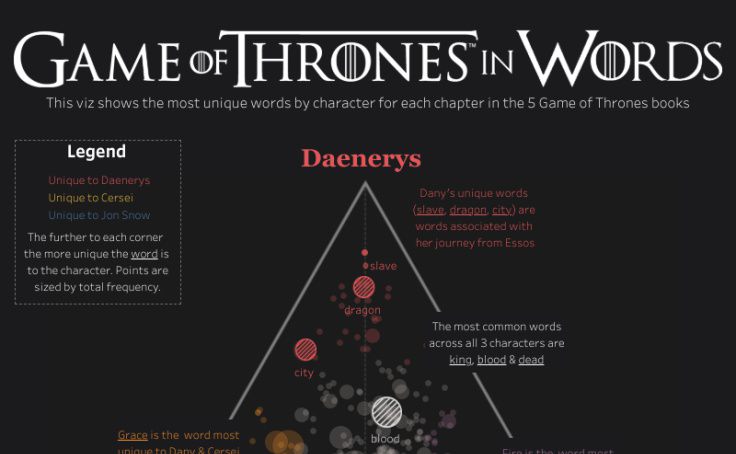 GAME OF THRONES™ IN WORDS
This viz shows the most unique words by character for each chapter in the 5 Game of Thrones books
Legend
Unique to Daenerys
Unique to Cersei
Unique to Jon Snow
The further to each corner
the more unique the word is
to the character. Points are
sized by total frequency.
Daenerys
Dany's unique words
(slave, dragon, city) are
words associated with
her journey from Essos
slave
dragon
The most common words
across all 3 characters are
king, blood & dead
city
blood
Grace is the word most
unique to Dany & Cersei
Fire is the word most